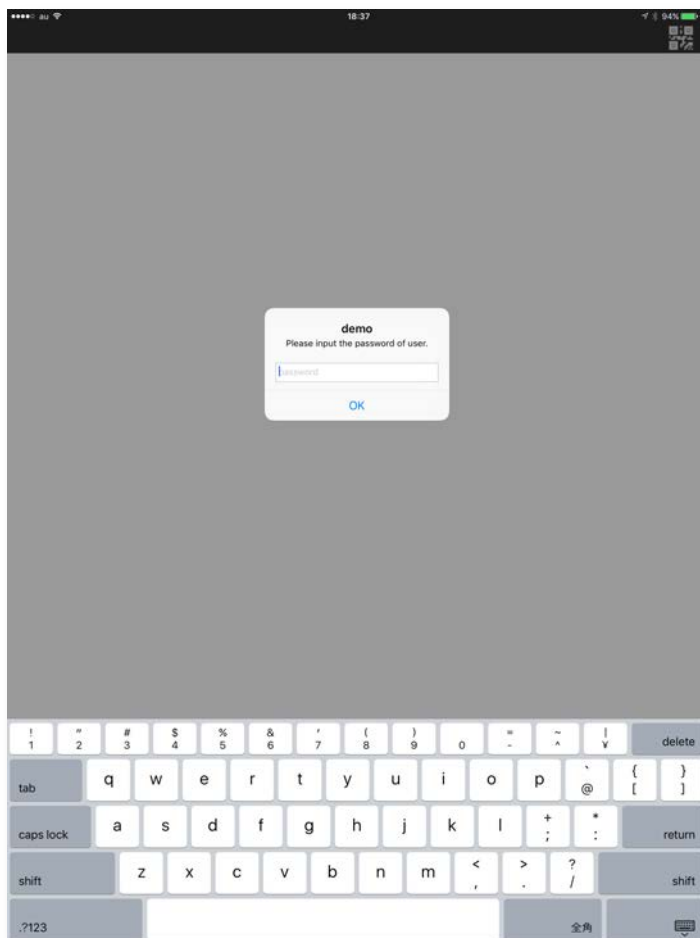 au 18:37 94%
demo
Please input the password of user.
password
OK
! " # $ % & ' ( ) = ~ |
1 2 3 4 5 6 7 8 9 0 - ^ ¥ delete
tab q w e r t y u i o p ` @ { [ } ]
caps lock a s d f g h j k l + ; * : return
shift z x c v b n m < , > . ? / shift
.?123 全角